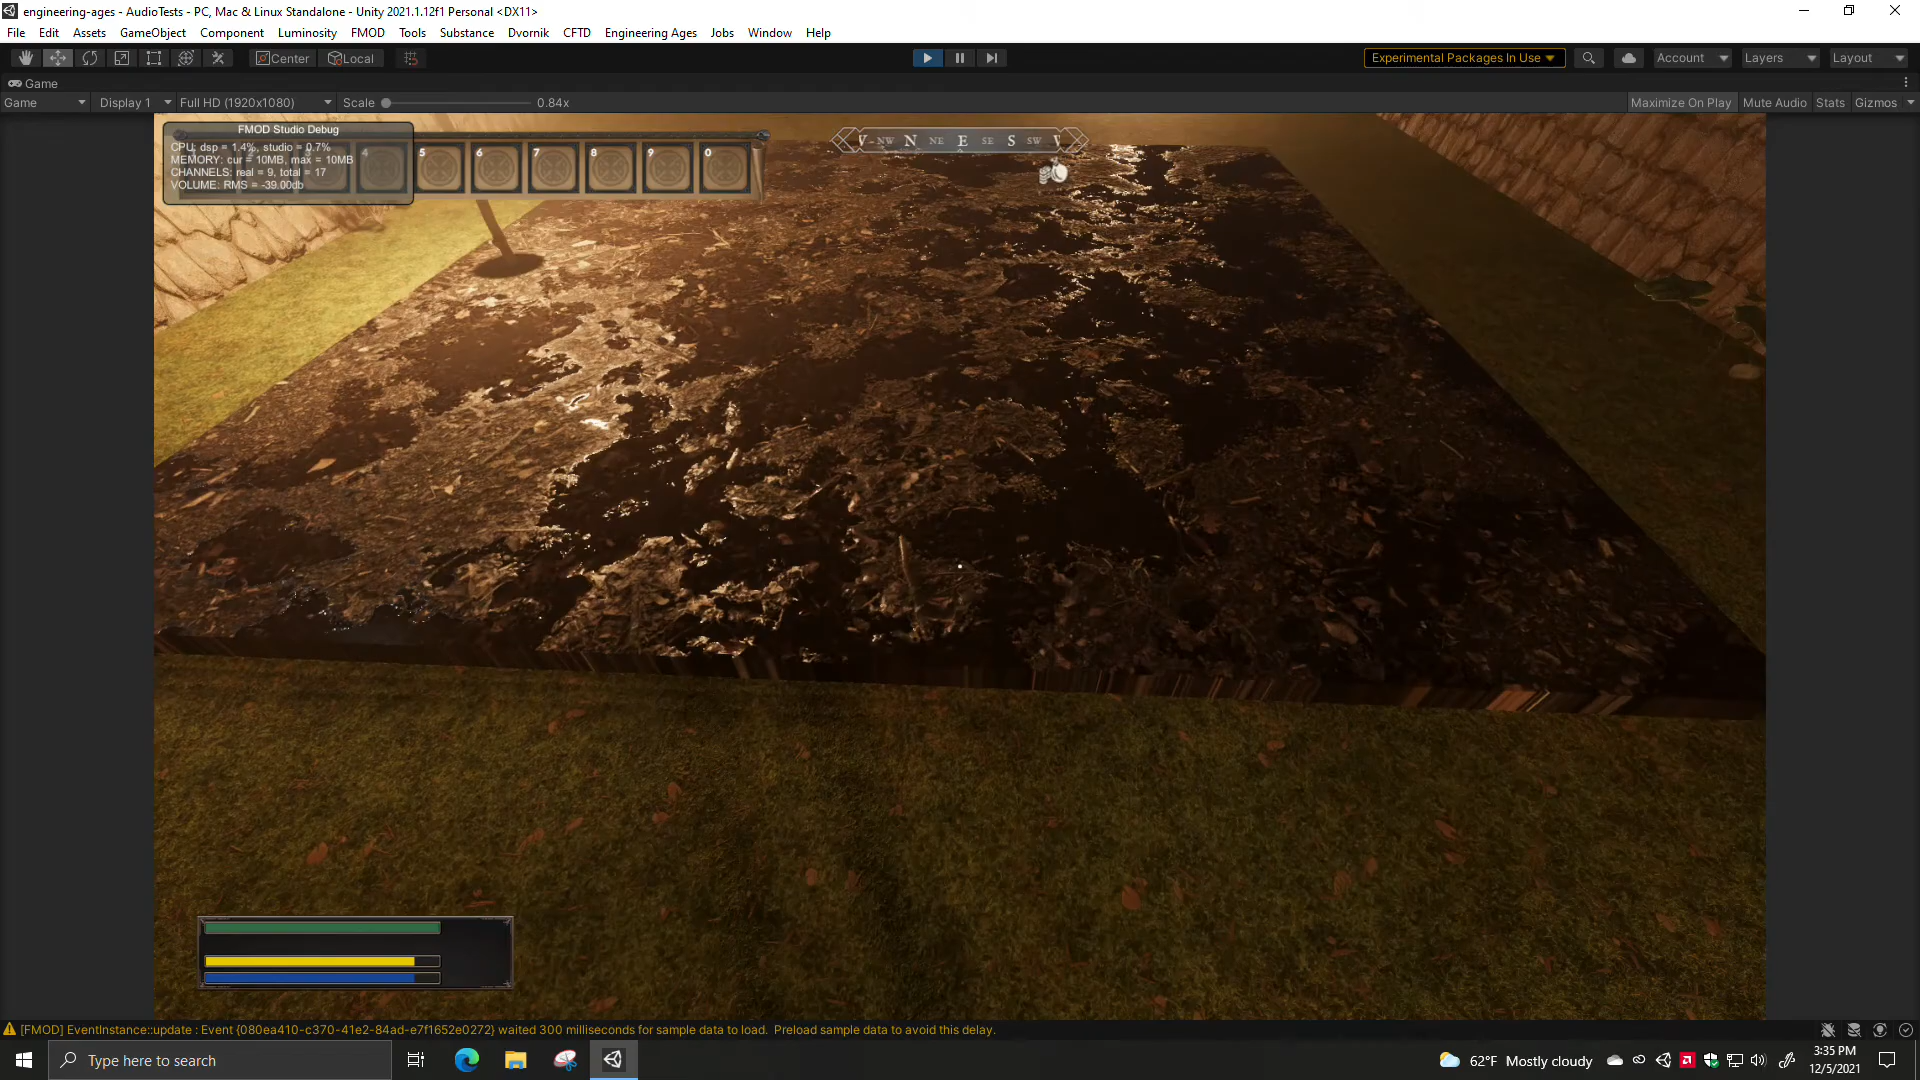 engineering-ages - AudioTests - PC, Mac & Linux Standalone - Unity 2021.1.12f1 Personal <DX11>
File Edit Assets GameObject Component Luminosity FMOD Tools Substance Dvornik CFTD Engineering Ages Jobs Window Help
Center Local Experimental Packages In Use Account Layers Layout
Game
Game Display 1 Full HD (1920x1080) Scale 0.84x Maximize On Play Mute Audio Stats Gizmos
FMOD Studio Debug
CPU: dsp = 1.4%, studio = 0.7%
MEMORY: cur = 10MB, max = 10MB
CHANNELS: real = 9, total = 17
VOLUME: RMS = -39.00db
4 5 6 7 8 9 0
NW N NE E SE S SW
[FMOD] EventInstance::update : Event {080ea410-c370-41e2-84ad-e7f1652e0272} waited 300 milliseconds for sample data to load. Preload sample data to avoid this delay.
Type here to search
62°F Mostly cloudy
3:35 PM
12/5/2021